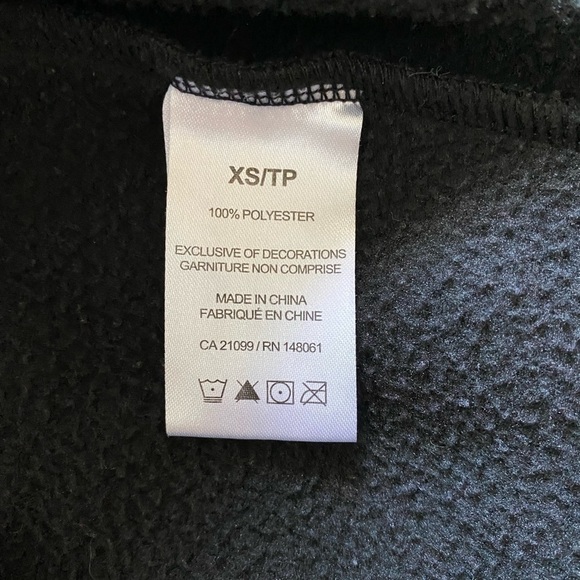 XS/TP
100% POLYESTER
EXCLUSIVE OF DECORATIONS
GARNITURE NON COMPRISE
MADE IN CHINA
FABRIQUÉ EN CHINE
CA 21099 / RN 148061